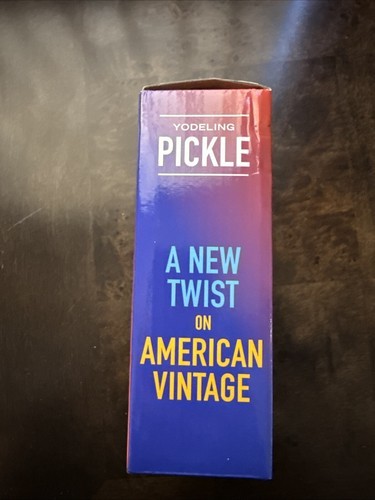 YODELING
PICKLE
A NEW
TWIST
ON
AMERICAN
VINTAGE